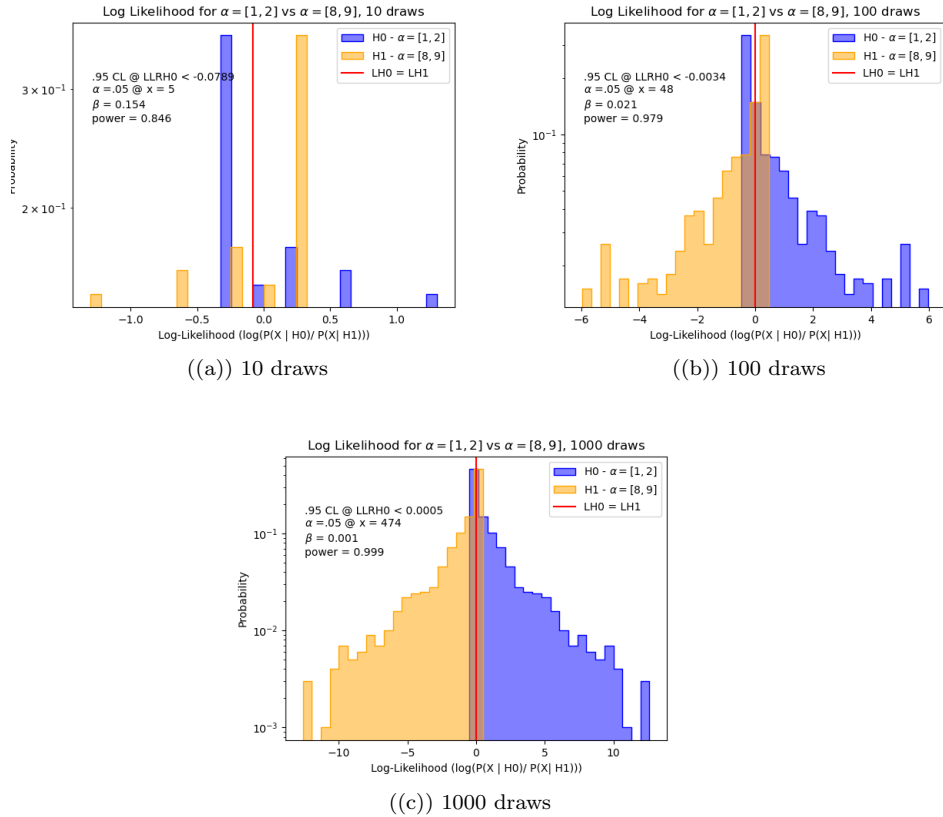 Log Likelihood for α = [1, 2] vs α = [8, 9], 10 draws
H0 - α = [1, 2]
H1 - α = [8, 9]
LH0 = LH1
.95 CL @ LLRH0 < -0.0789
α =.05 @ x = 5
β = 0.154
power = 0.846
3 × 10⁻¹
2 × 10⁻¹
Probability
−1.0 −0.5 0.0 0.5 1.0
Log-Likelihood (log(P(X | H0)/ P(X| H1)))
((a)) 10 draws
Log Likelihood for α = [1, 2] vs α = [8, 9], 100 draws
H0 - α = [1, 2]
H1 - α = [8, 9]
LH0 = LH1
.95 CL @ LLRH0 < -0.0034
α =.05 @ x = 48
β = 0.021
power = 0.979
10⁻¹
Probability
−6 −4 −2 0 2 4 6
Log-Likelihood (log(P(X | H0)/ P(X| H1)))
((b)) 100 draws
Log Likelihood for α = [1, 2] vs α = [8, 9], 1000 draws
H0 - α = [1, 2]
H1 - α = [8, 9]
LH0 = LH1
.95 CL @ LLRH0 < 0.0005
α =.05 @ x = 474
β = 0.001
power = 0.999
10⁻¹
10⁻²
10⁻³
Probability
−10 −5 0 5 10
Log-Likelihood (log(P(X | H0)/ P(X| H1)))
((c)) 1000 draws